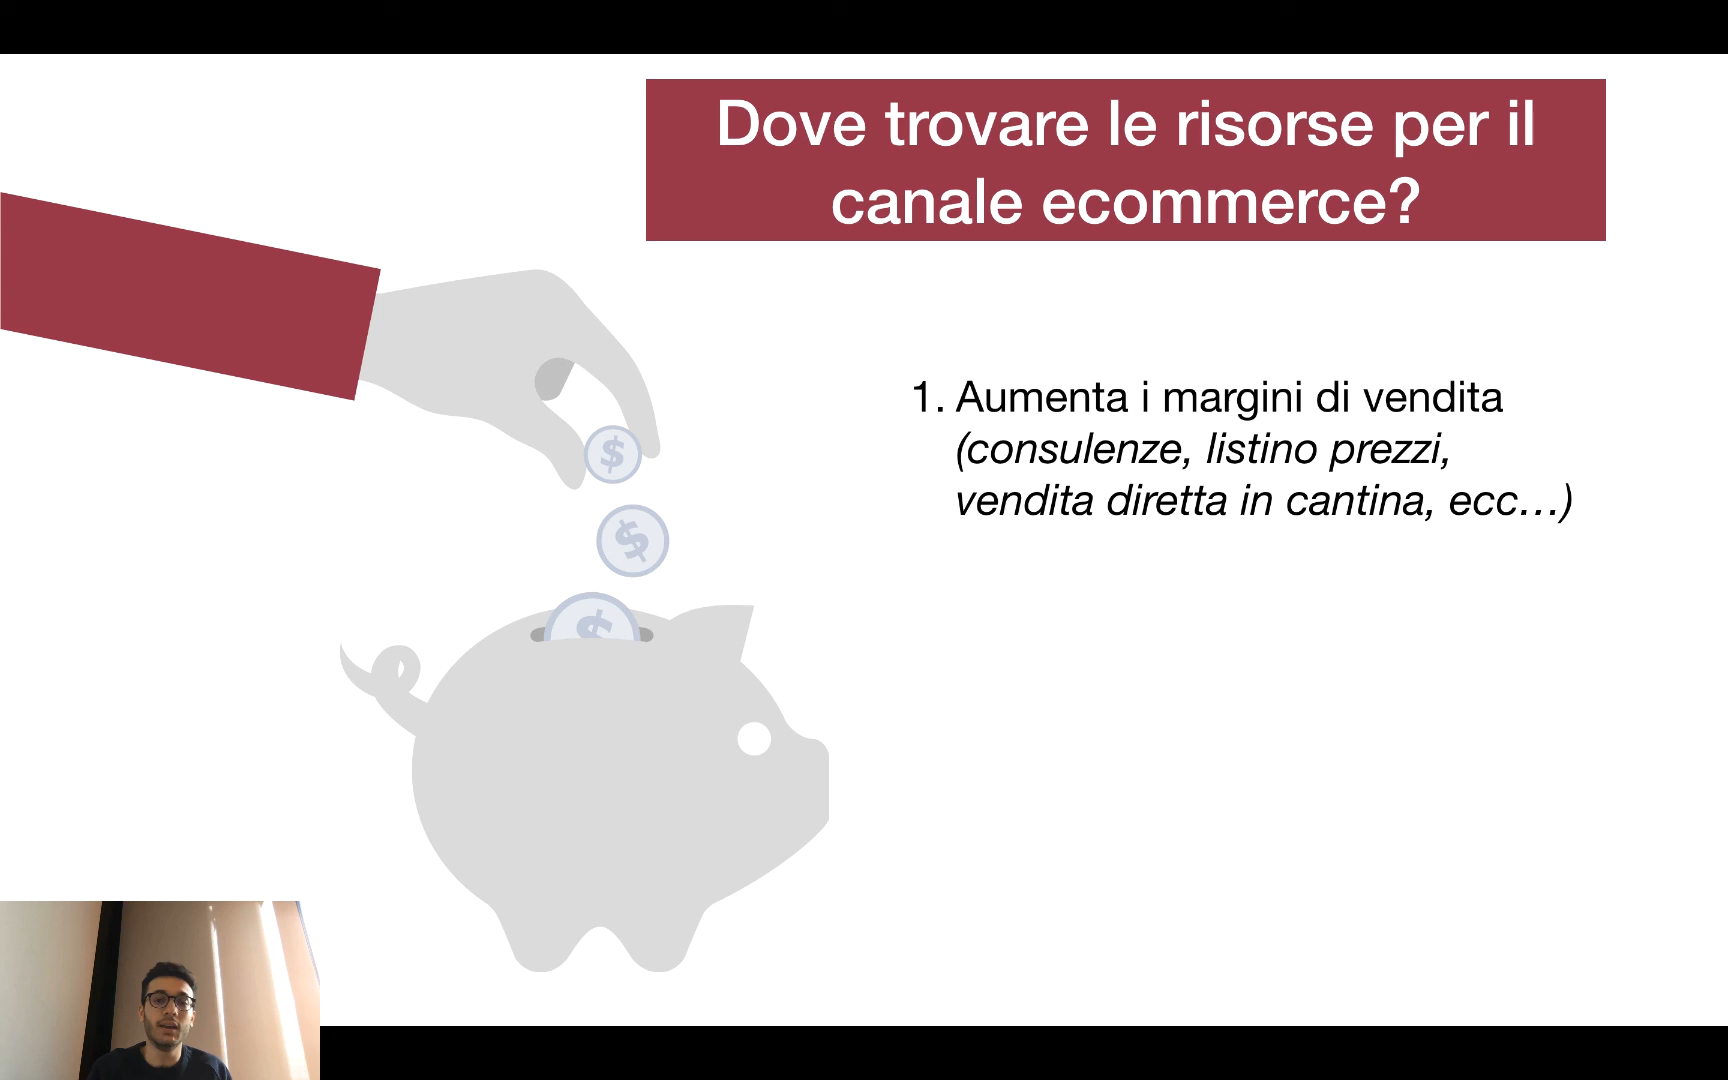 Dove trovare le risorse per il
canale ecommerce?
1. Aumenta i margini di vendita
(consulenze, listino prezzi,
vendita diretta in cantina, ecc…)
$
$
$